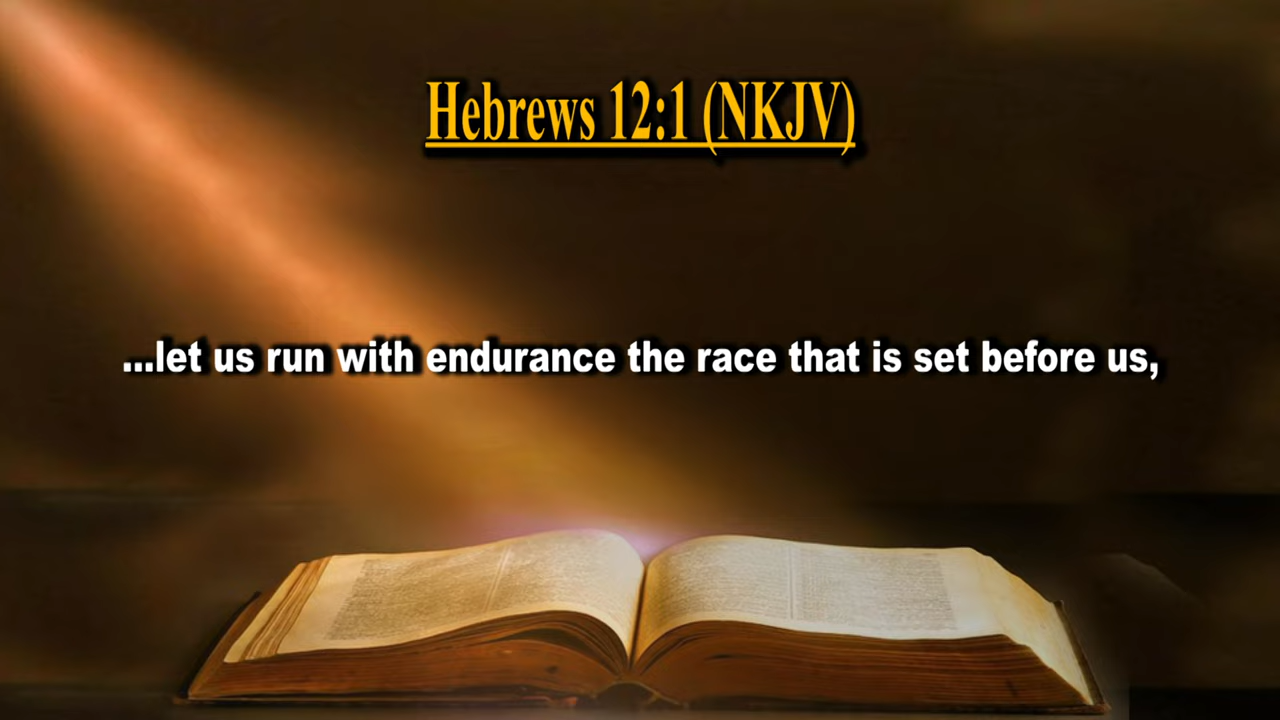 Hebrews 12:1 (NKJV)
...let us run with endurance the race that is set before us,